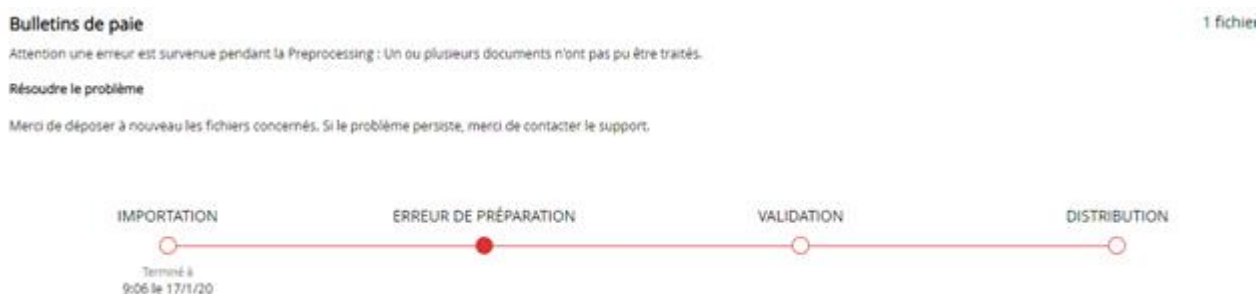 Bulletins de paie
1 fichier
Attention une erreur est survenue pendant la Preprocessing : Un ou plusieurs documents n'ont pas pu être traités.
Résoudre le problème
Merci de déposer à nouveau les fichiers concernés. Si le problème persiste, merci de contacter le support.
IMPORTATION
ERREUR DE PRÉPARATION
VALIDATION
DISTRIBUTION
Terminé à
9:06 le 17/1/20